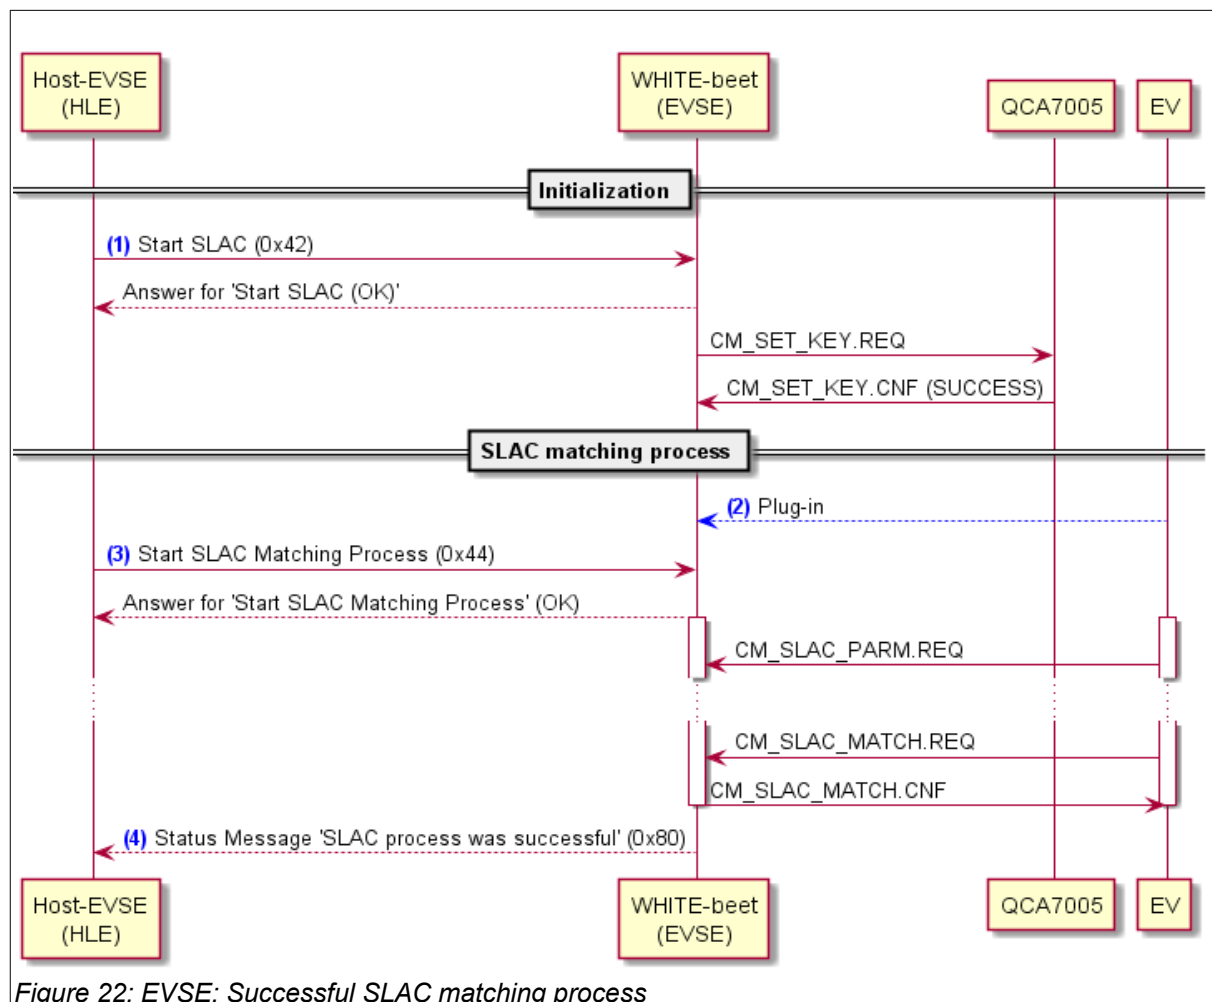 Host-EVSE
(HLE)
WHITE-beet
(EVSE)
QCA7005
EV
Initialization
(1) Start SLAC (0x42)
Answer for 'Start SLAC (OK)'
CM_SET_KEY.REQ
CM_SET_KEY.CNF (SUCCESS)
SLAC matching process
(2) Plug-in
(3) Start SLAC Matching Process (0x44)
Answer for 'Start SLAC Matching Process' (OK)
CM_SLAC_PARM.REQ
CM_SLAC_MATCH.REQ
CM_SLAC_MATCH.CNF
(4) Status Message 'SLAC process was successful' (0x80)
Host-EVSE
(HLE)
WHITE-beet
(EVSE)
QCA7005
EV
Figure 22: EVSE: Successful SLAC matching process